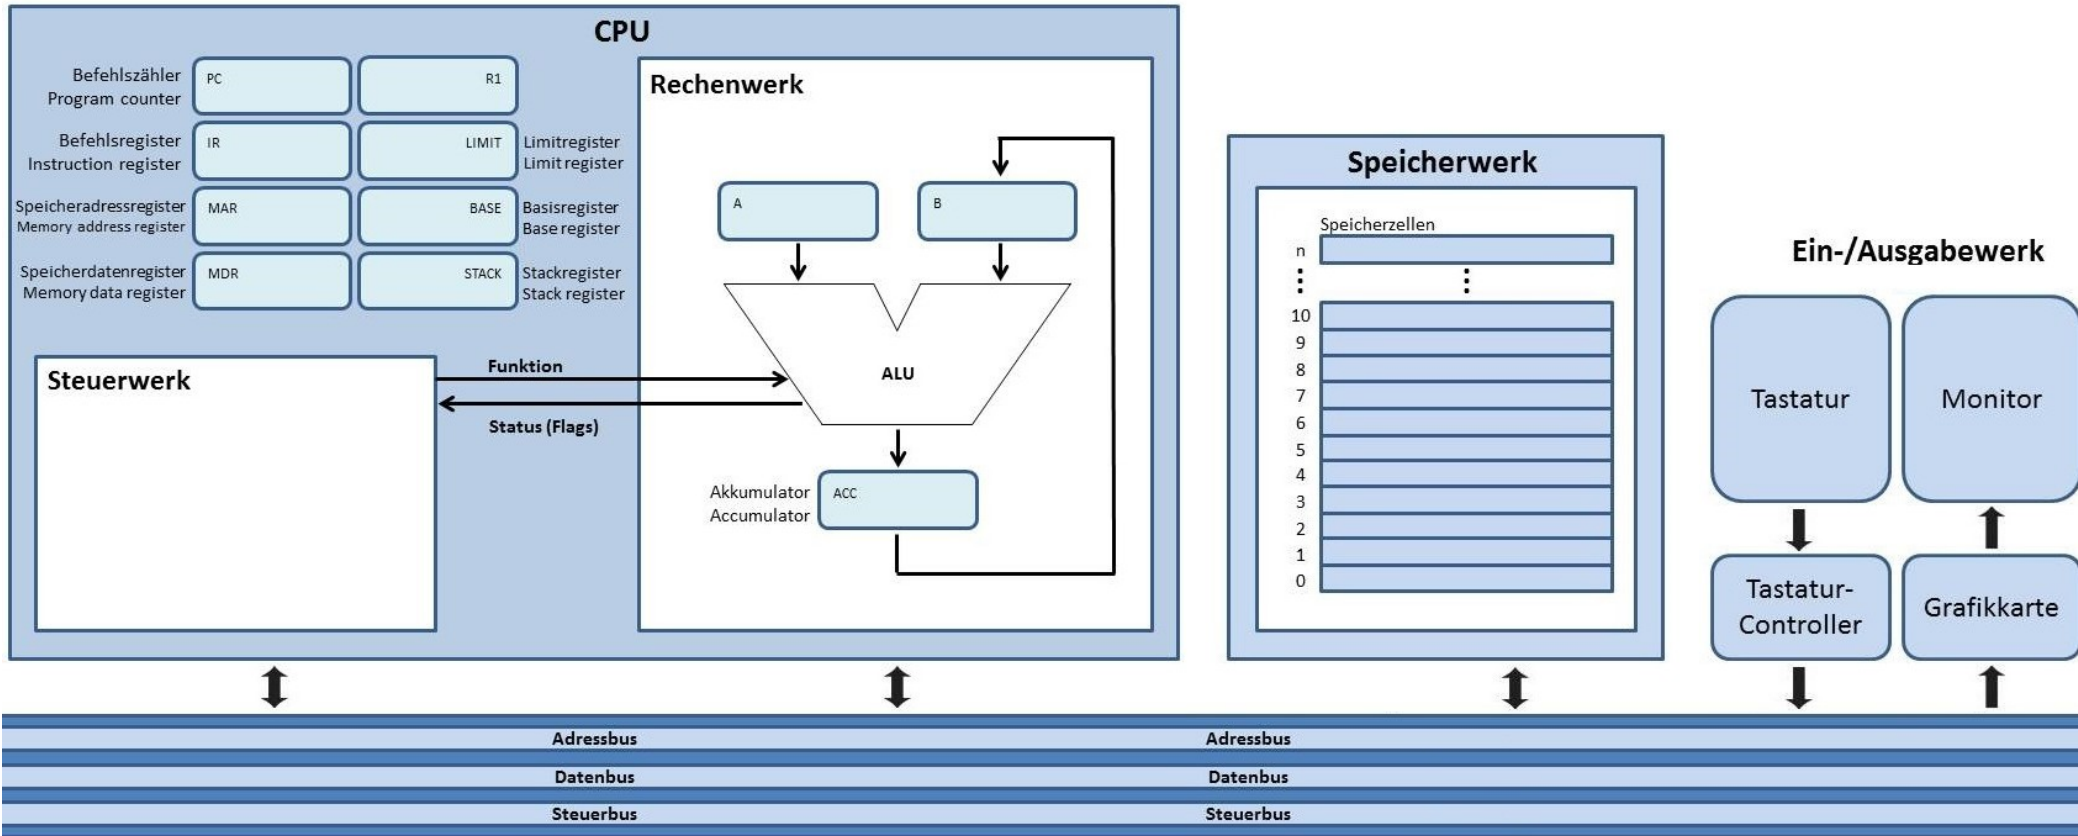 CPU
Befehlszähler
Program counter
PC
R1
Befehlsregister
Instruction register
IR
LIMIT
Limitregister
Limit register
Speicheradressregister
Memory address register
MAR
BASE
Basisregister
Base register
Speicherdatenregister
Memory data register
MDR
STACK
Stackregister
Stack register
Steuerwerk
Funktion
Status (Flags)
Rechenwerk
A
B
ALU
Akkumulator
Accumulator
ACC
Speicherwerk
Speicherzellen
n
10
9
8
7
6
5
4
3
2
1
0
Ein-/Ausgabewerk
Tastatur
Monitor
Tastatur-
Controller
Grafikkarte
Adressbus
Adressbus
Datenbus
Datenbus
Steuerbus
Steuerbus